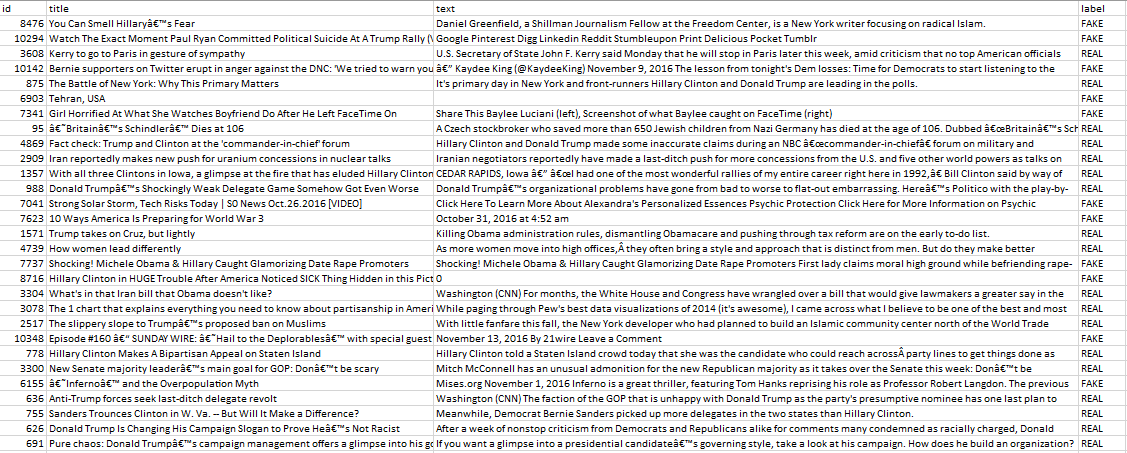 id title text label
8476 You Can Smell Hillaryâ€™s Fear Daniel Greenfield, a Shillman Journalism Fellow at the Freedom Center, is a New York writer focusing on radical Islam. FAKE
10294 Watch The Exact Moment Paul Ryan Committed Political Suicide At A Trump Rally (V Google Pinterest Digg Linkedin Reddit Stumbleupon Print Delicious Pocket Tumblr FAKE
3608 Kerry to go to Paris in gesture of sympathy U.S. Secretary of State John F. Kerry said Monday that he will stop in Paris later this week, amid criticism that no top American officials REAL
10142 Bernie supporters on Twitter erupt in anger against the DNC: 'We tried to warn you â€” Kaydee King (@KaydeeKing) November 9, 2016 The lesson from tonight's Dem losses: Time for Democrats to start listening to the FAKE
875 The Battle of New York: Why This Primary Matters It's primary day in New York and front-runners Hillary Clinton and Donald Trump are leading in the polls. REAL
6903 Tehran, USA FAKE
7341 Girl Horrified At What She Watches Boyfriend Do After He Left FaceTime On Share This Baylee Luciani (left), Screenshot of what Baylee caught on FaceTime (right) FAKE
95 â€˜Britainâ€™s Schindlerâ€™ Dies at 106 A Czech stockbroker who saved more than 650 Jewish children from Nazi Germany has died at the age of 106. Dubbed â€œBritainâ€™s Sch REAL
4869 Fact check: Trump and Clinton at the 'commander-in-chief' forum Hillary Clinton and Donald Trump made some inaccurate claims during an NBC â€œcommander-in-chiefâ€ forum on military and REAL
2909 Iran reportedly makes new push for uranium concessions in nuclear talks Iranian negotiators reportedly have made a last-ditch push for more concessions from the U.S. and five other world powers as talks on REAL
1357 With all three Clintons in Iowa, a glimpse at the fire that has eluded Hillary Clinton CEDAR RAPIDS, Iowa â€” â€œI had one of the most wonderful rallies of my entire career right here in 1992,â€ Bill Clinton said by way of REAL
988 Donald Trumpâ€™s Shockingly Weak Delegate Game Somehow Got Even Worse Donald Trumpâ€™s organizational problems have gone from bad to worse to flat-out embarrassing. Hereâ€™s Politico with the play-by- REAL
7041 Strong Solar Storm, Tech Risks Today | S0 News Oct.26.2016 [VIDEO] Click Here To Learn More About Alexandra's Personalized Essences Psychic Protection Click Here for More Information on Psychic FAKE
7623 10 Ways America Is Preparing for World War 3 October 31, 2016 at 4:52 am FAKE
1571 Trump takes on Cruz, but lightly Killing Obama administration rules, dismantling Obamacare and pushing through tax reform are on the early to-do list. REAL
4739 How women lead differently As more women move into high offices,Â they often bring a style and approach that is distinct from men. But do they make better REAL
7737 Shocking! Michele Obama & Hillary Caught Glamorizing Date Rape Promoters Shocking! Michele Obama & Hillary Caught Glamorizing Date Rape Promoters First lady claims moral high ground while befriending rape- FAKE
8716 Hillary Clinton in HUGE Trouble After America Noticed SICK Thing Hidden in this Pict 0 FAKE
3304 What's in that Iran bill that Obama doesn't like? Washington (CNN) For months, the White House and Congress have wrangled over a bill that would give lawmakers a greater say in the REAL
3078 The 1 chart that explains everything you need to know about partisanship in Ameri While paging through Pew's best data visualizations of 2014 (it's awesome), I came across what I believe to be one of the best and most REAL
2517 The slippery slope to Trumpâ€™s proposed ban on Muslims With little fanfare this fall, the New York developer who had planned to build an Islamic community center north of the World Trade REAL
10348 Episode #160 â€“ SUNDAY WIRE: â€˜Hail to the Deplorablesâ€™ with special guest November 13, 2016 By 21wire Leave a Comment FAKE
778 Hillary Clinton Makes A Bipartisan Appeal on Staten Island Hillary Clinton told a Staten Island crowd today that she was the candidate who could reach acrossÂ party lines to get things done as REAL
3300 New Senate majority leaderâ€™s main goal for GOP: Donâ€™t be scary Mitch McConnell has an unusual admonition for the new Republican majority as it takes over the Senate this week: Donâ€™t be REAL
6155 â€˜Infernoâ€™ and the Overpopulation Myth Mises.org November 1, 2016 Inferno is a great thriller, featuring Tom Hanks reprising his role as Professor Robert Langdon. The previous FAKE
636 Anti-Trump forces seek last-ditch delegate revolt Washington (CNN) The faction of the GOP that is unhappy with Donald Trump as the party's presumptive nominee has one last plan to REAL
755 Sanders Trounces Clinton in W. Va. -- But Will It Make a Difference? Meanwhile, Democrat Bernie Sanders picked up more delegates in the two states than Hillary Clinton. REAL
626 Donald Trump Is Changing His Campaign Slogan to Prove Heâ€™s Not Racist After a week of nonstop criticism from Democrats and Republicans alike for comments many condemned as racially charged, Donald REAL
691 Pure chaos: Donald Trumpâ€™s campaign management offers a glimpse into his go If you want a glimpse into a presidential candidateâ€™s governing style, take a look at his campaign. How does he build an organization? REAL